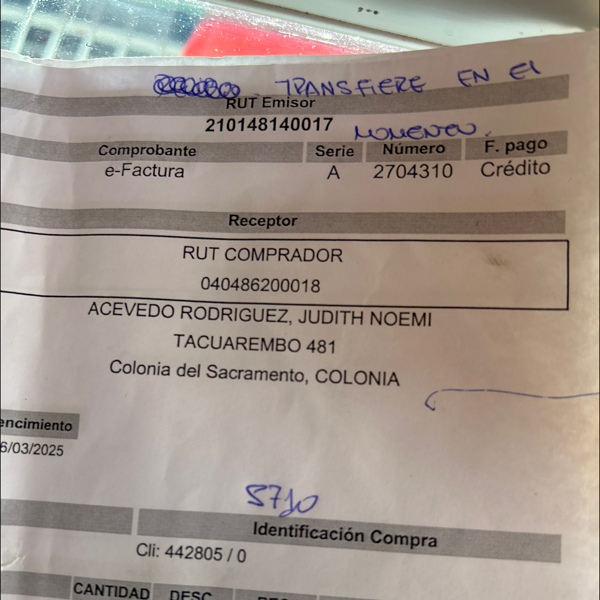 TRANSFIERE EN El
MOMENTO.
RUT Emisor
210148140017
Comprobante Serie Número F. pago
e-Factura A 2704310 Crédito
Receptor
RUT COMPRADOR
040486200018
ACEVEDO RODRIGUEZ, JUDITH NOEMI
TACUAREMBO 481
Colonia del Sacramento, COLONIA
encimiento
6/03/2025
5710
Identificación Compra
Cli: 442805 / 0
CANTIDAD DESC